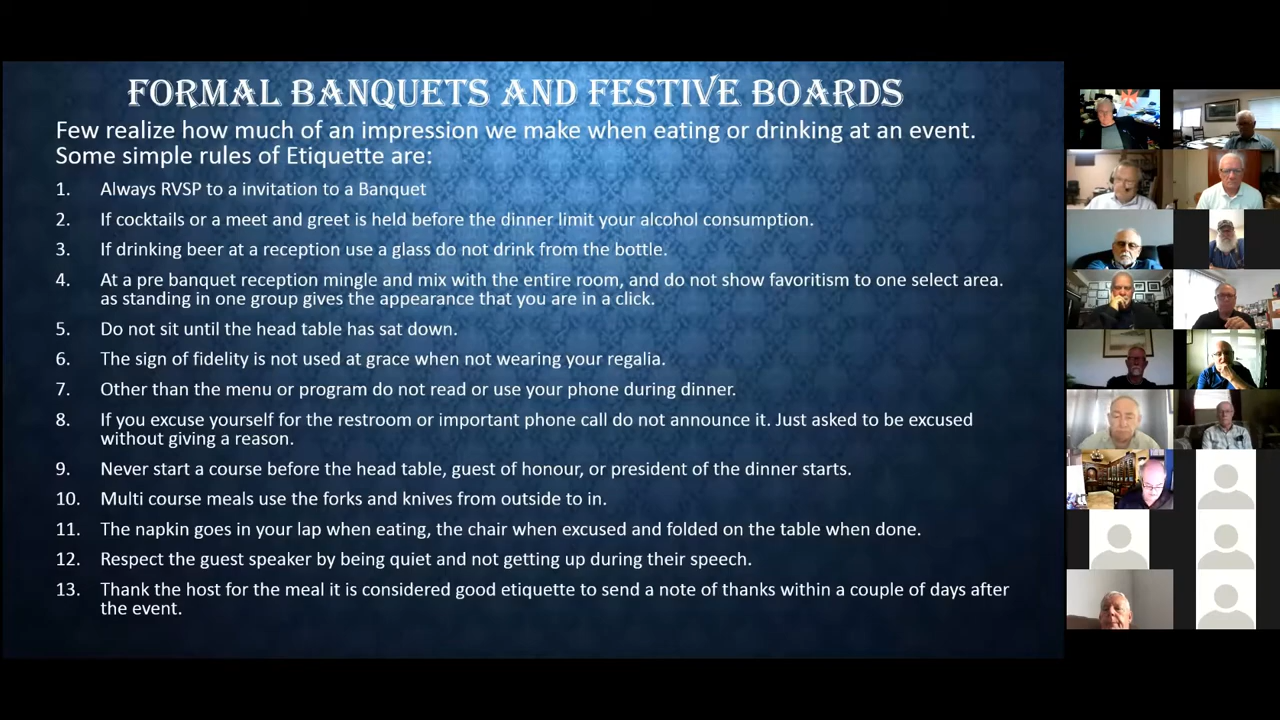 FORMAL BANQUETS AND FESTIVE BOARDS
Few realize how much of an impression we make when eating or drinking at an event.
Some simple rules of Etiquette are:
1. Always RVSP to a invitation to a Banquet
2. If cocktails or a meet and greet is held before the dinner limit your alcohol consumption.
3. If drinking beer at a reception use a glass do not drink from the bottle.
4. At a pre banquet reception mingle and mix with the entire room, and do not show favoritism to one select area.
as standing in one group gives the appearance that you are in a click.
5. Do not sit until the head table has sat down.
6. The sign of fidelity is not used at grace when not wearing your regalia.
7. Other than the menu or program do not read or use your phone during dinner.
8. If you excuse yourself for the restroom or important phone call do not announce it. Just asked to be excused
without giving a reason.
9. Never start a course before the head table, guest of honour, or president of the dinner starts.
10. Multi course meals use the forks and knives from outside to in.
11. The napkin goes in your lap when eating, the chair when excused and folded on the table when done.
12. Respect the guest speaker by being quiet and not getting up during their speech.
13. Thank the host for the meal it is considered good etiquette to send a note of thanks within a couple of days after
the event.